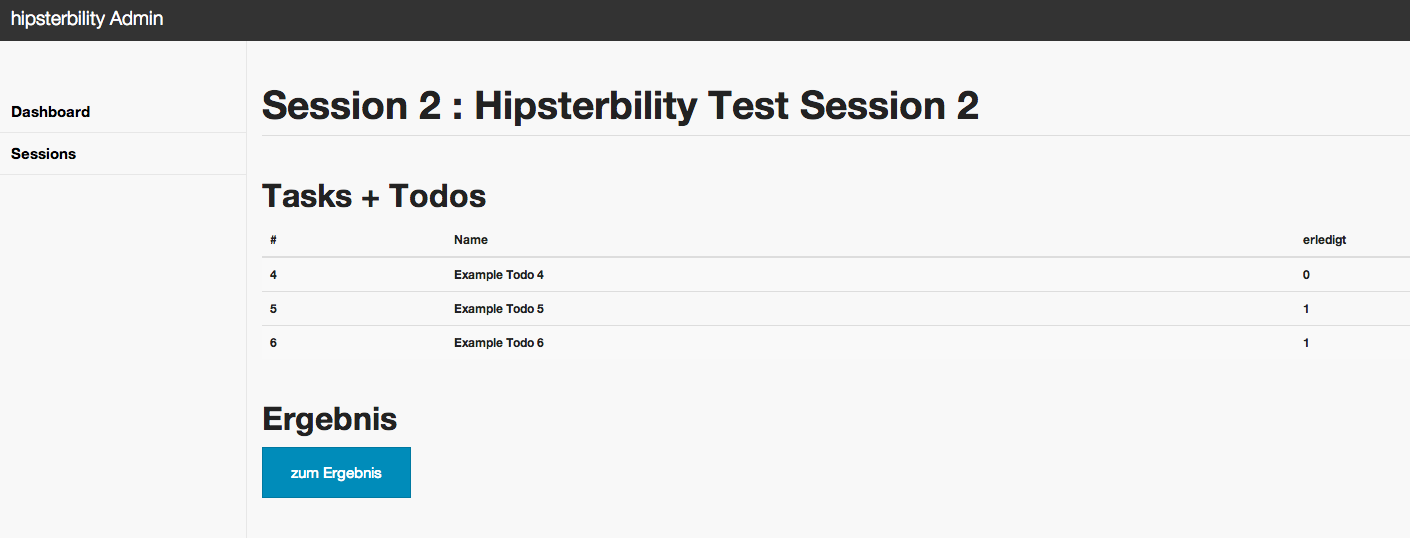 hipsterbility Admin
Dashboard
Sessions
Session 2 : Hipsterbility Test Session 2
Tasks + Todos
# Name erledigt
4 Example Todo 4 0
5 Example Todo 5 1
6 Example Todo 6 1
Ergebnis
zum Ergebnis